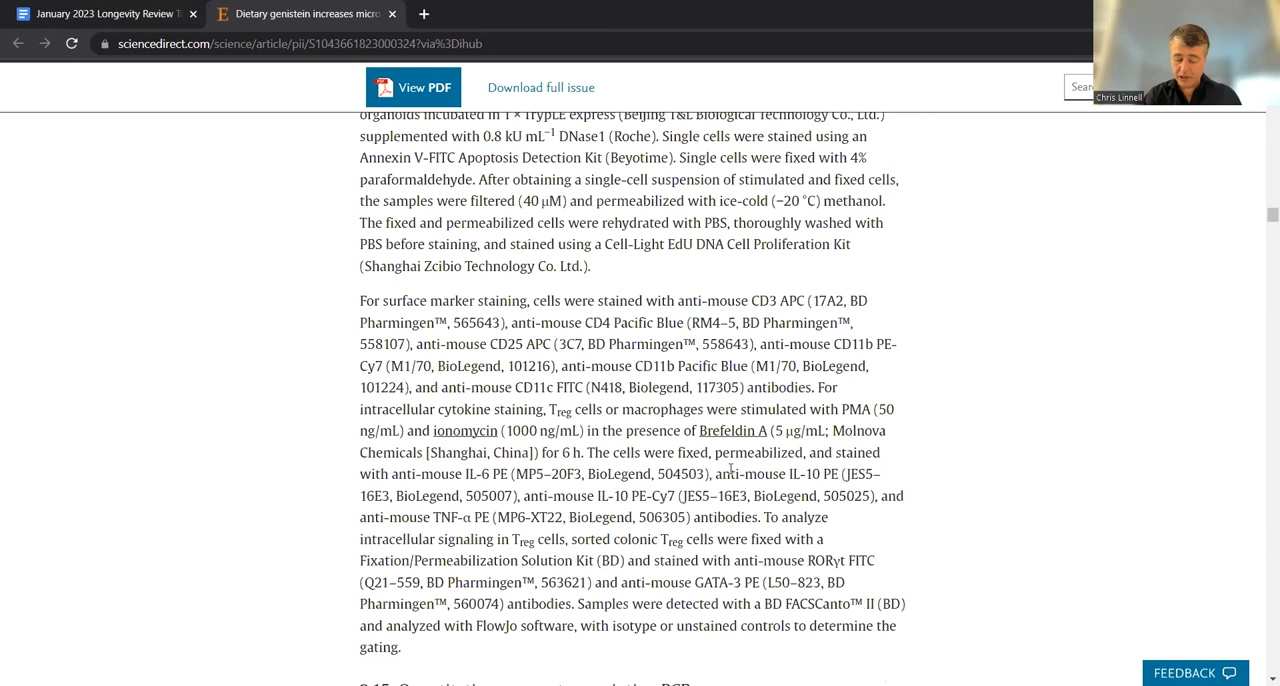 January 2023 Longevity Review T
Dietary genistein increases micro
sciencedirect.com/science/article/pii/S1043661823000324?via%3Dihub
View PDF
Download full issue
Sear
Chris Linnell
organoids incubated in 1 × TrypLE express (Beijing T&L Biological Technology Co., Ltd.)
supplemented with 0.8 kU mL−1 DNase1 (Roche). Single cells were stained using an
Annexin V-FITC Apoptosis Detection Kit (Beyotime). Single cells were fixed with 4%
paraformaldehyde. After obtaining a single-cell suspension of stimulated and fixed cells,
the samples were filtered (40 µM) and permeabilized with ice-cold (−20 °C) methanol.
The fixed and permeabilized cells were rehydrated with PBS, thoroughly washed with
PBS before staining, and stained using a Cell-Light EdU DNA Cell Proliferation Kit
(Shanghai Zcibio Technology Co. Ltd.).
For surface marker staining, cells were stained with anti-mouse CD3 APC (17A2, BD
Pharmingen™, 565643), anti-mouse CD4 Pacific Blue (RM4–5, BD Pharmingen™,
558107), anti-mouse CD25 APC (3C7, BD Pharmingen™, 558643), anti-mouse CD11b PE-
Cy7 (M1/70, BioLegend, 101216), anti-mouse CD11b Pacific Blue (M1/70, BioLegend,
101224), and anti-mouse CD11c FITC (N418, Biolegend, 117305) antibodies. For
intracellular cytokine staining, Treg cells or macrophages were stimulated with PMA (50
ng/mL) and ionomycin (1000 ng/mL) in the presence of Brefeldin A (5 µg/mL; Molnova
Chemicals [Shanghai, China]) for 6 h. The cells were fixed, permeabilized, and stained
with anti-mouse IL-6 PE (MP5–20F3, BioLegend, 504503), anti-mouse IL-10 PE (JES5–
16E3, BioLegend, 505007), anti-mouse IL-10 PE-Cy7 (JES5–16E3, BioLegend, 505025), and
anti-mouse TNF-α PE (MP6-XT22, BioLegend, 506305) antibodies. To analyze
intracellular signaling in Treg cells, sorted colonic Treg cells were fixed with a
Fixation/Permeabilization Solution Kit (BD) and stained with anti-mouse RORγt FITC
(Q21–559, BD Pharmingen™, 563621) and anti-mouse GATA-3 PE (L50–823, BD
Pharmingen™, 560074) antibodies. Samples were detected with a BD FACSCanto™ II (BD)
and analyzed with FlowJo software, with isotype or unstained controls to determine the
gating.
FEEDBACK